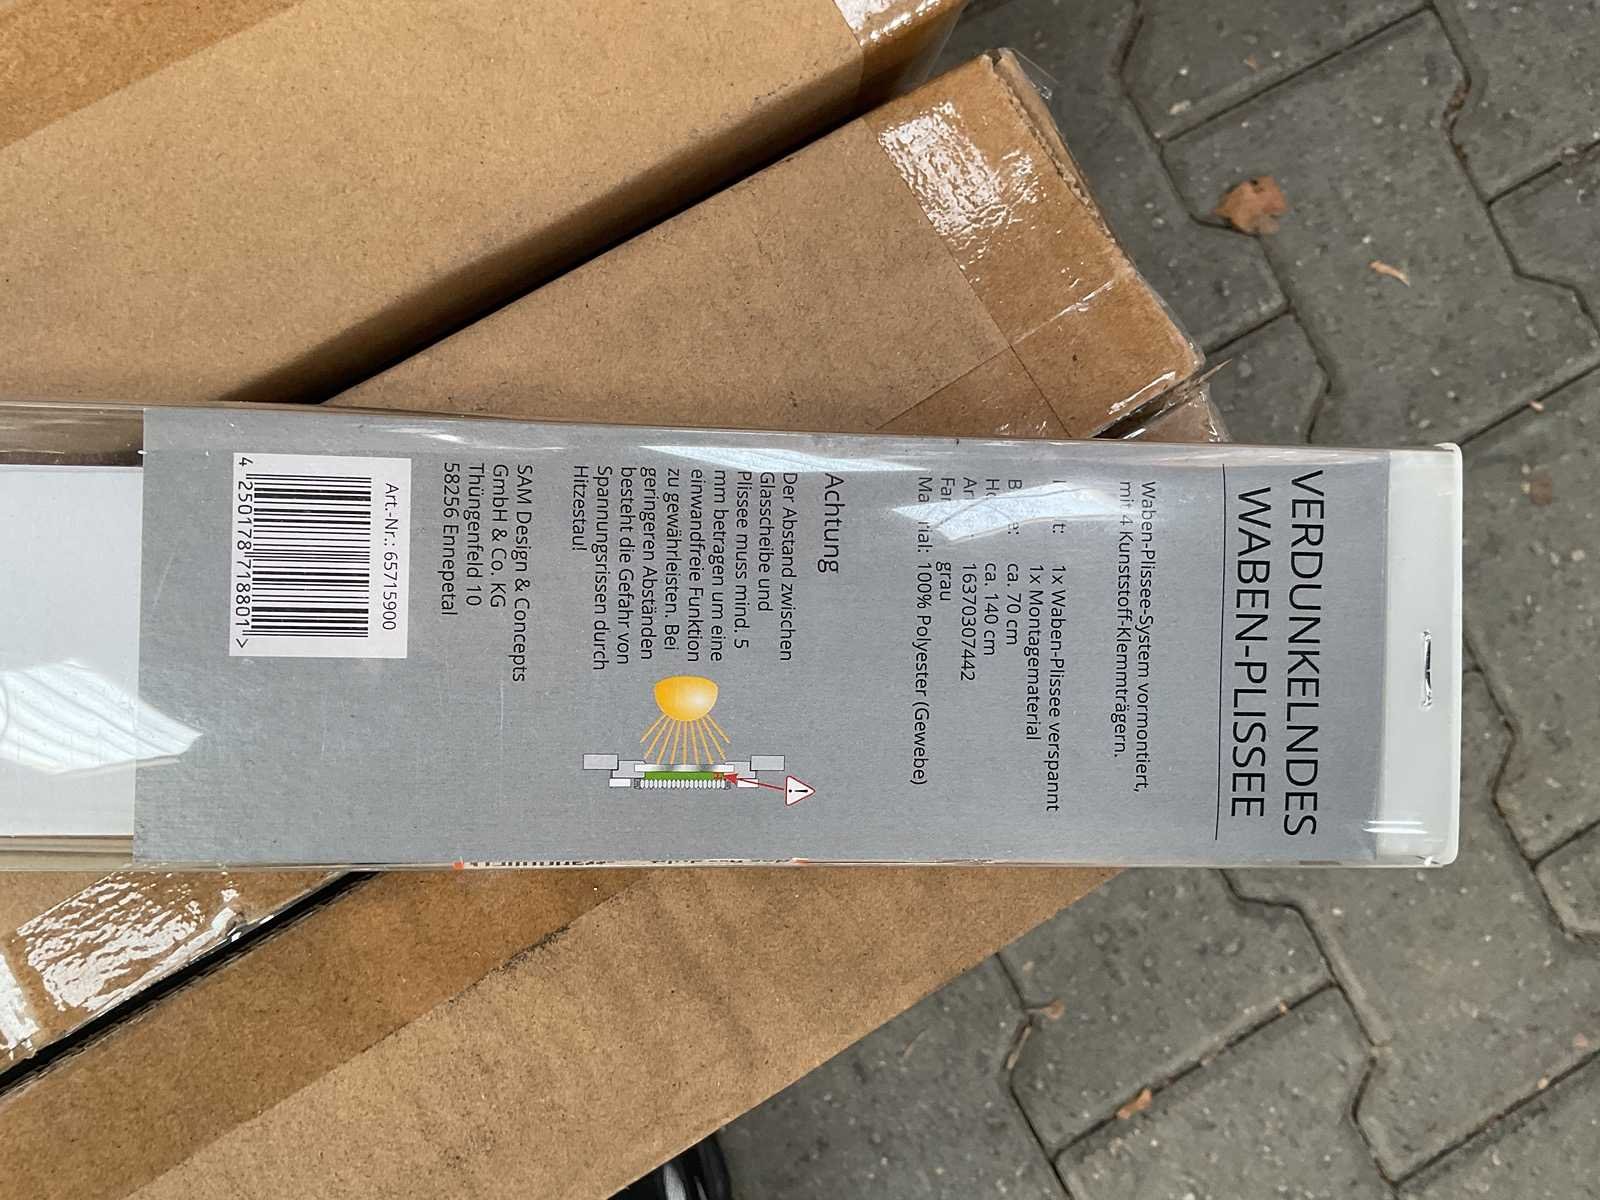 VERDUNKELNDES
WABEN-PLISSEE
Waben-Plissee-System vormontiert,
mit 4 Kunststoff-Klemmträgern.
1x Waben-Plissee verspannt
1x Montagematerial
ca. 70 cm
ca. 140 cm
16370307442
grau
100% Polyester (Gewebe)
Achtung
Der Abstand zwischen
Glasscheibe und
Plissee muss mind. 5
mm betragen um eine
einwandfreie Funktion
zu gewährleisten. Bei
geringeren Abständen
besteht die Gefahr von
Spannungsrissen durch
Hitzestau!
!
SAM Design & Concepts
GmbH & Co. KG
Thüngenfeld 10
58256 Ennepetal
Art.-Nr.: 65715900
4 250178 718801 >